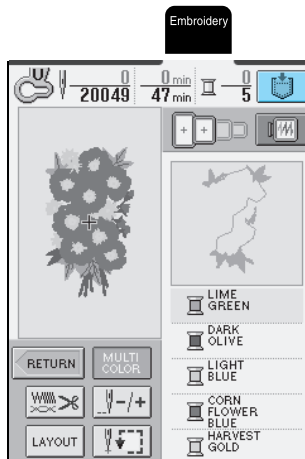 Embroidery
U
0
20049
0 min
47 min
0
5
LIME
GREEN
DARK
OLIVE
LIGHT
BLUE
CORN
FLOWER
BLUE
HARVEST
GOLD
RETURN
MULTI
COLOR
-/+
LAYOUT